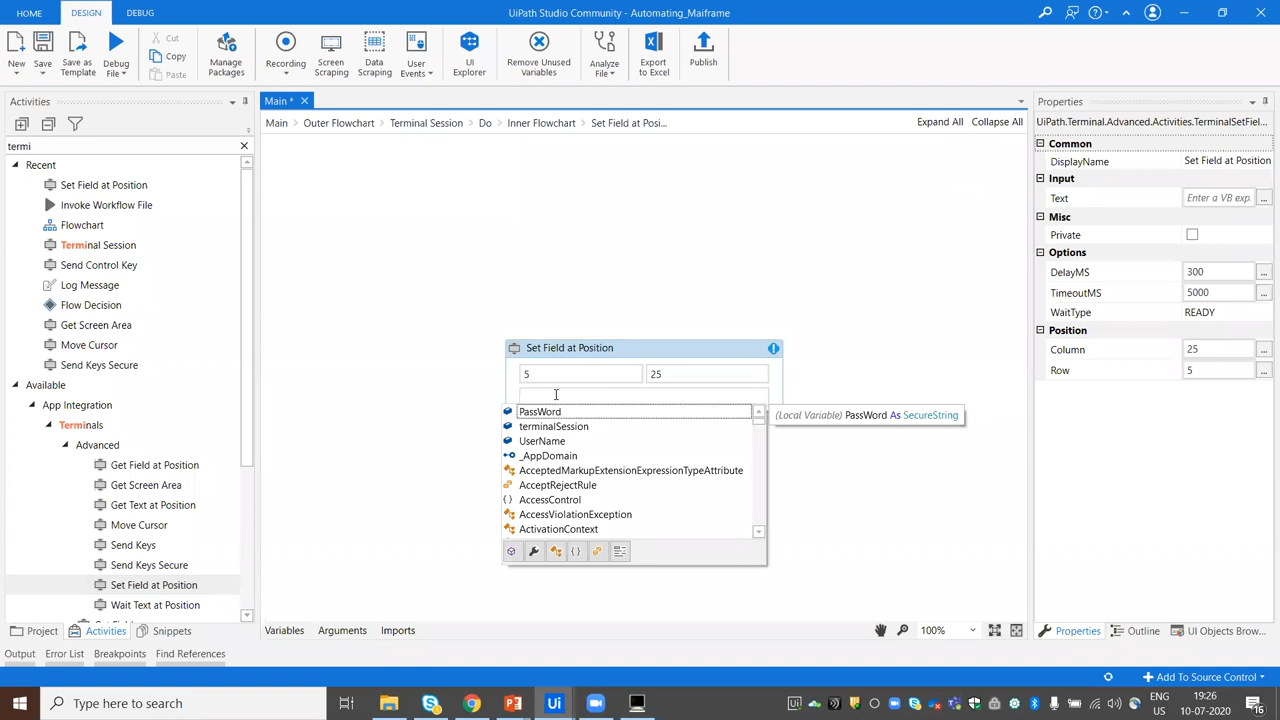 HOME
DESIGN
DEBUG
UiPath Studio Community - Automating_Maiframe
New
Save
Save as Template
Debug File
Cut
Copy
Paste
Manage Packages
Recording
Screen Scraping
Data Scraping
User Events
UI Explorer
Remove Unused Variables
Analyze File
Export to Excel
Publish
Activities
termi
Recent
Set Field at Position
Invoke Workflow File
Flowchart
Terminal Session
Send Control Key
Log Message
Flow Decision
Get Screen Area
Move Cursor
Send Keys Secure
Available
App Integration
Terminals
Advanced
Get Field at Position
Get Screen Area
Get Text at Position
Move Cursor
Send Keys
Send Keys Secure
Set Field at Position
Wait Text at Position
Project
Activities
Snippets
Main *
Main > Outer Flowchart > Terminal Session > Do > Inner Flowchart > Set Field at Posi...
Expand All
Collapse All
Set Field at Position
5
25
PassWord
terminalSession
UserName
_AppDomain
AcceptedMarkupExtensionExpressionTypeAttribute
AcceptRejectRule
AccessControl
AccessViolationException
ActivationContext
(Local Variable) PassWord As SecureString
Variables
Arguments
Imports
100%
Properties
UiPath.Terminal.Advanced.Activities.TerminalSetFiel...
Common
DisplayName
Set Field at Position
Input
Text
Enter a VB exp
...
Misc
Private
Options
DelayMS
300
...
TimeoutMS
5000
...
WaitType
READY
Position
Column
25
...
Row
5
...
Properties
Outline
UI Objects Brow...
Output
Error List
Breakpoints
Find References
Add To Source Control
Type here to search
Ui
ENG
US
19:26
10-07-2020
16